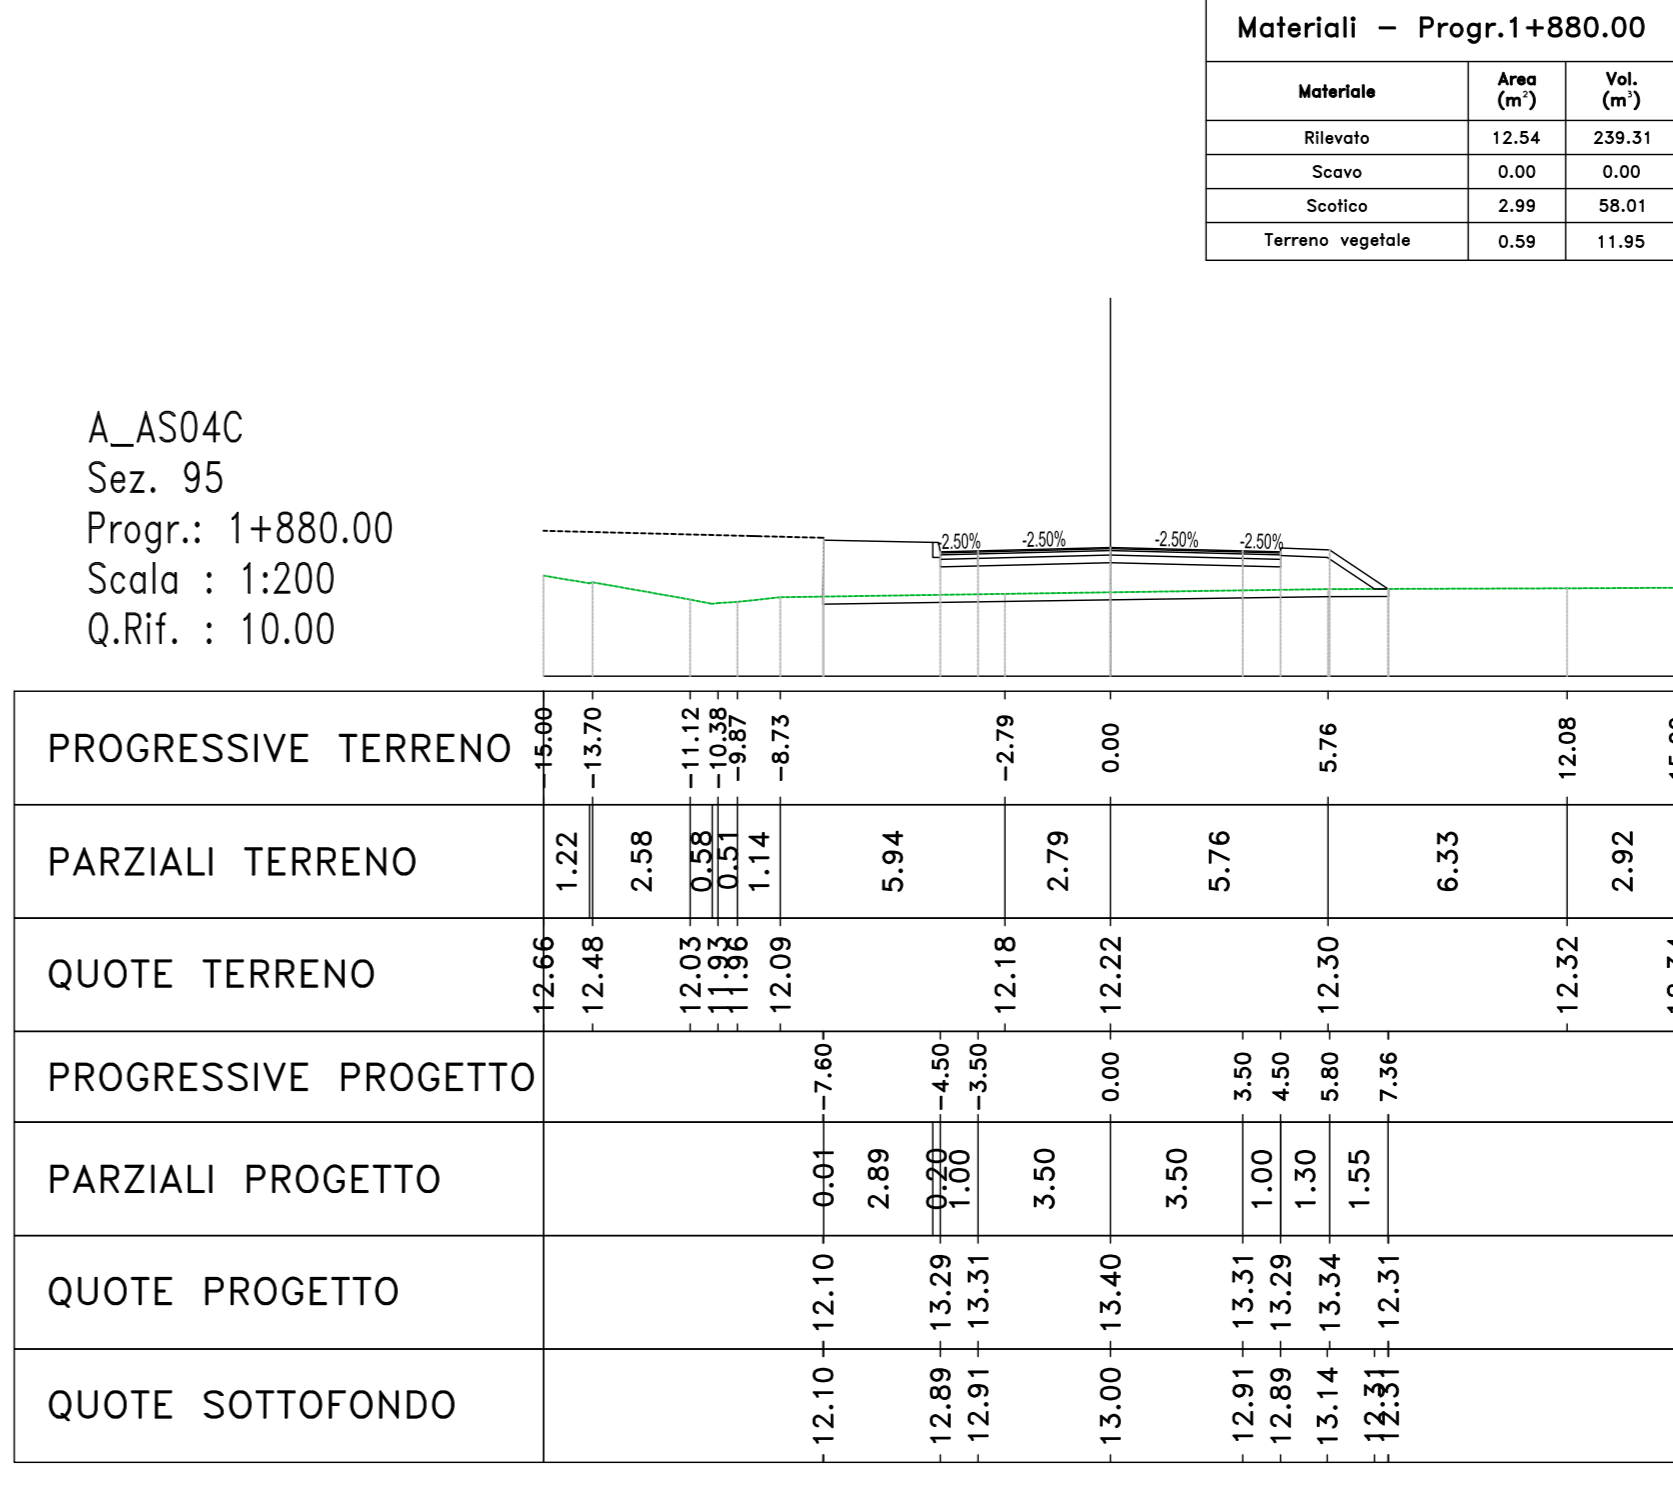 Materiali – Progr.1+880.00
Materiale Area (m²) Vol. (m³)
Rilevato 12.54 239.31
Scavo 0.00 0.00
Scotico 2.99 58.01
Terreno vegetale 0.59 11.95
A_AS04C
Sez. 95
Progr.: 1+880.00
Scala : 1:200
Q.Rif. : 10.00
-2.50% -2.50% -2.50% -2.50%
PROGRESSIVE TERRENO −15.00 −13.70 −11.12 −10.38 −9.87 −8.73 −2.79 0.00 5.76 12.08
PARZIALI TERRENO 1.22 2.58 0.58 0.51 1.14 5.94 2.79 5.76 6.33 2.92
QUOTE TERRENO 12.66 12.48 12.03 11.93 11.96 12.09 12.18 12.22 12.30 12.32
PROGRESSIVE PROGETTO −7.60 −4.50 −3.50 0.00 3.50 4.50 5.80 7.36
PARZIALI PROGETTO 0.01 2.89 0.20 1.00 3.50 3.50 1.00 1.30 1.55
QUOTE PROGETTO 12.10 13.29 13.31 13.40 13.31 13.29 13.34 12.31
QUOTE SOTTOFONDO 12.10 12.89 12.91 13.00 12.91 12.89 13.14 12.31 12.31